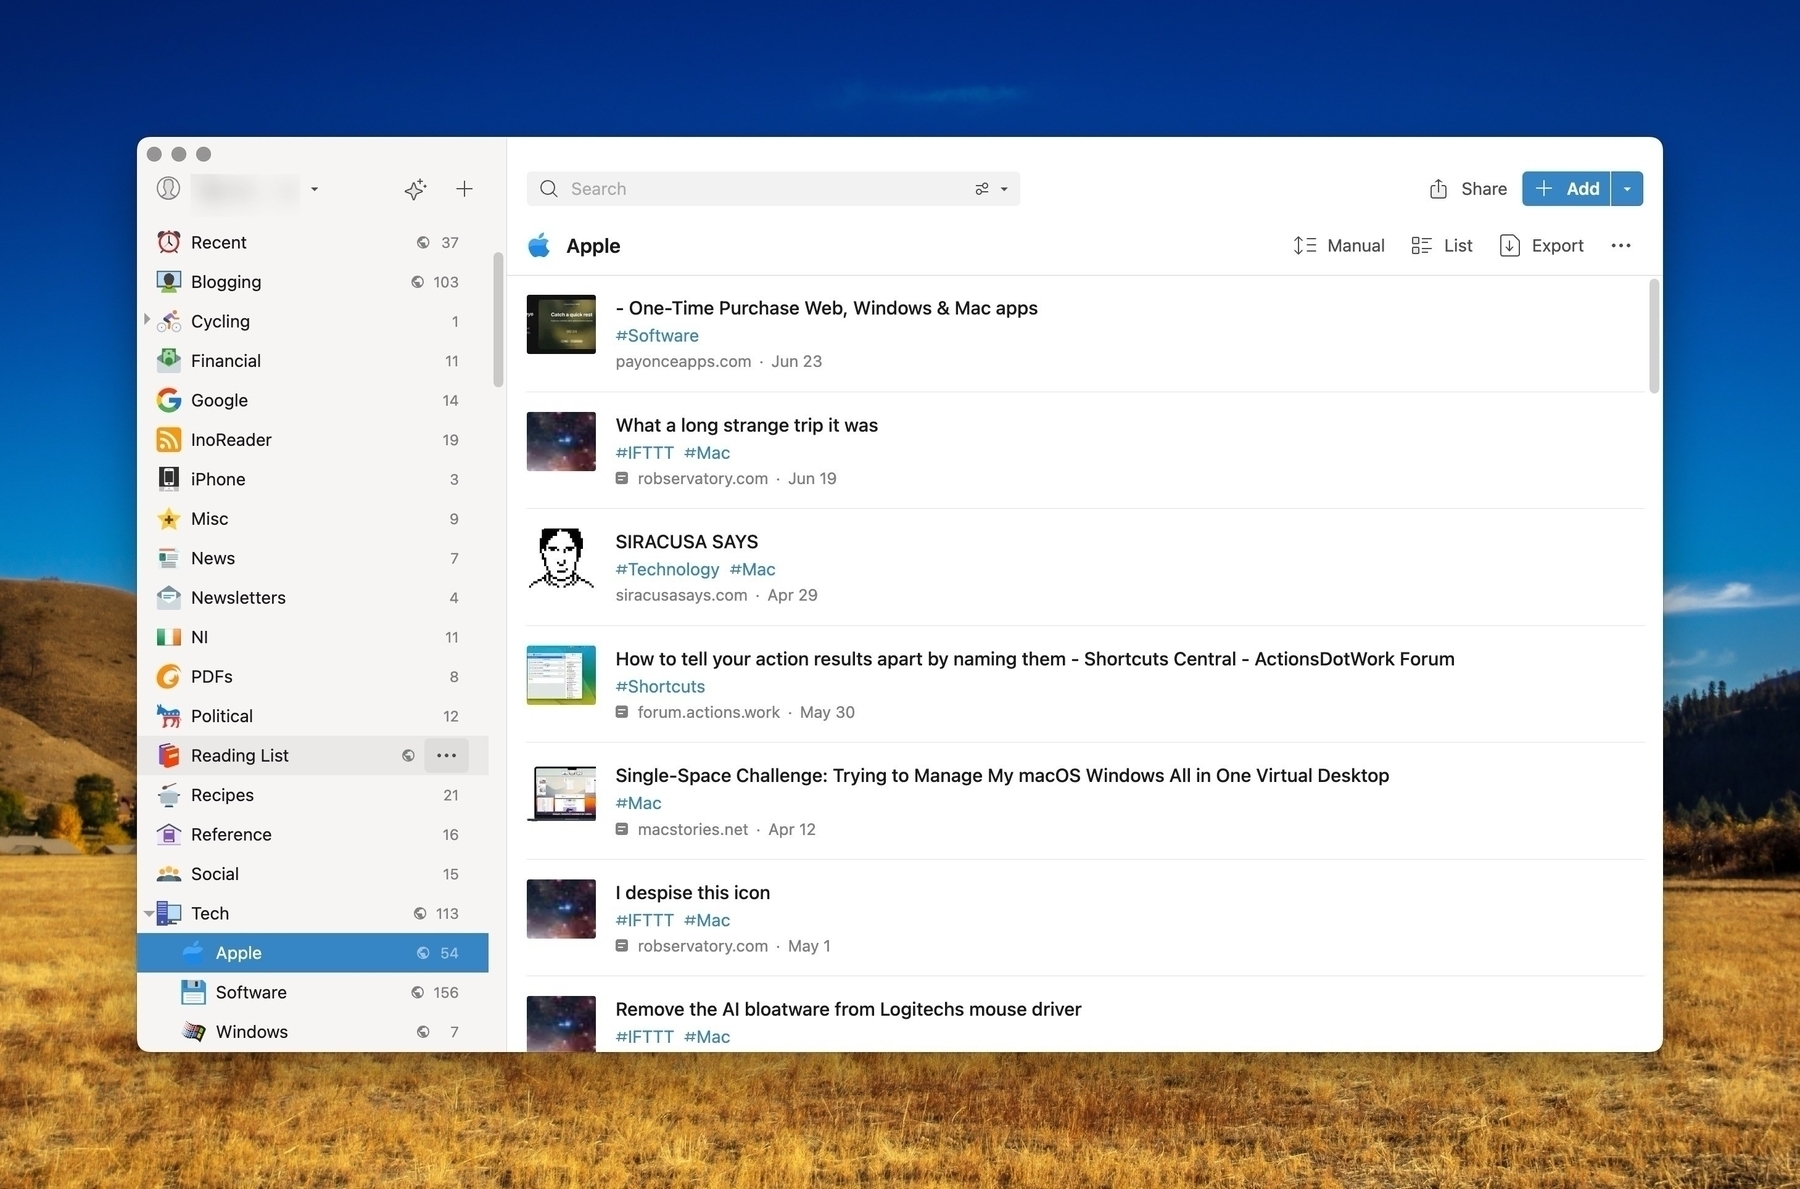 Recent 37
Blogging 103
Cycling 1
Financial 11
Google 14
InoReader 19
iPhone 3
Misc 9
News 7
Newsletters 4
NI 11
PDFs 8
Political 12
Reading List
Recipes 21
Reference 16
Social 15
Tech 113
Apple 54
Software 156
Windows 7
Search
Share
Add
Apple
Manual
List
Export
- One-Time Purchase Web, Windows & Mac apps
#Software
payonceapps.com · Jun 23
Catch a quick rest
What a long strange trip it was
#IFTTT #Mac
robservatory.com · Jun 19
SIRACUSA SAYS
#Technology #Mac
siracusasays.com · Apr 29
How to tell your action results apart by naming them - Shortcuts Central - ActionsDotWork Forum
#Shortcuts
forum.actions.work · May 30
Single-Space Challenge: Trying to Manage My macOS Windows All in One Virtual Desktop
#Mac
macstories.net · Apr 12
I despise this icon
#IFTTT #Mac
robservatory.com · May 1
Remove the AI bloatware from Logitechs mouse driver
#IFTTT #Mac